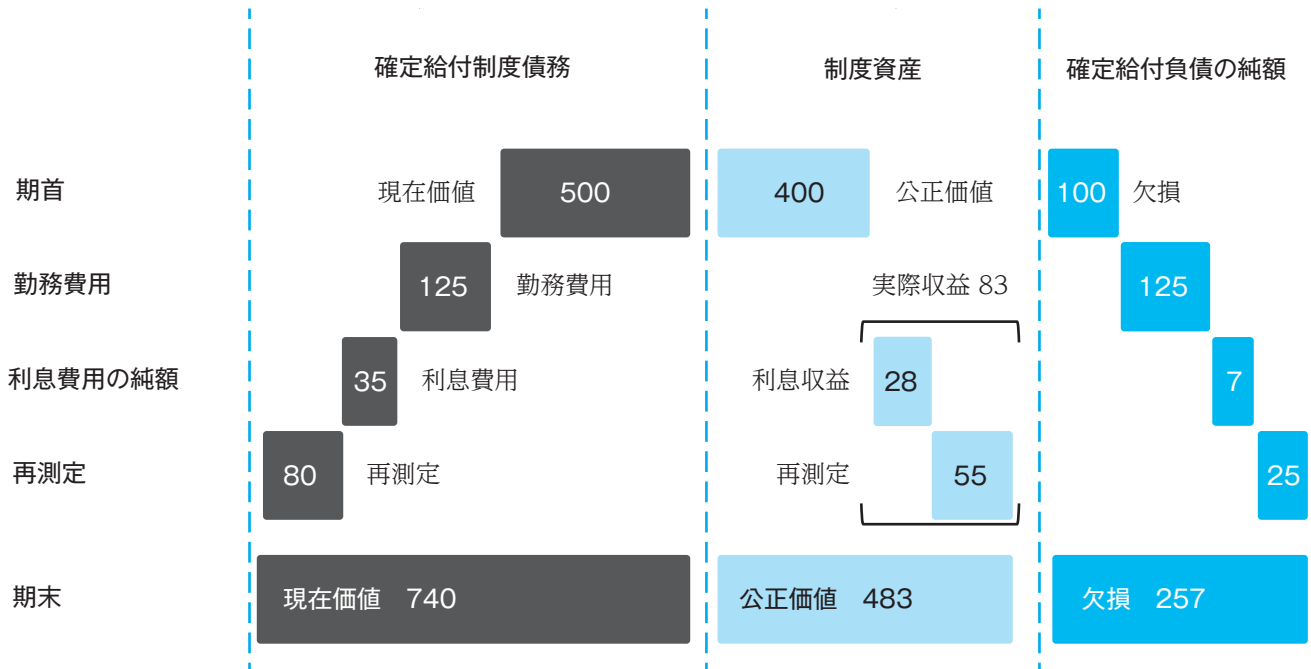 確定給付制度債務 制度資産 確定給付負債の純額
期首 現在価値 500 400 公正価値 100 欠損
勤務費用 125 勤務費用 実際収益 83 125
利息費用の純額 35 利息費用 利息収益 28 7
再測定 80 再測定 再測定 55 25
期末 現在価値 740 公正価値 483 欠損 257